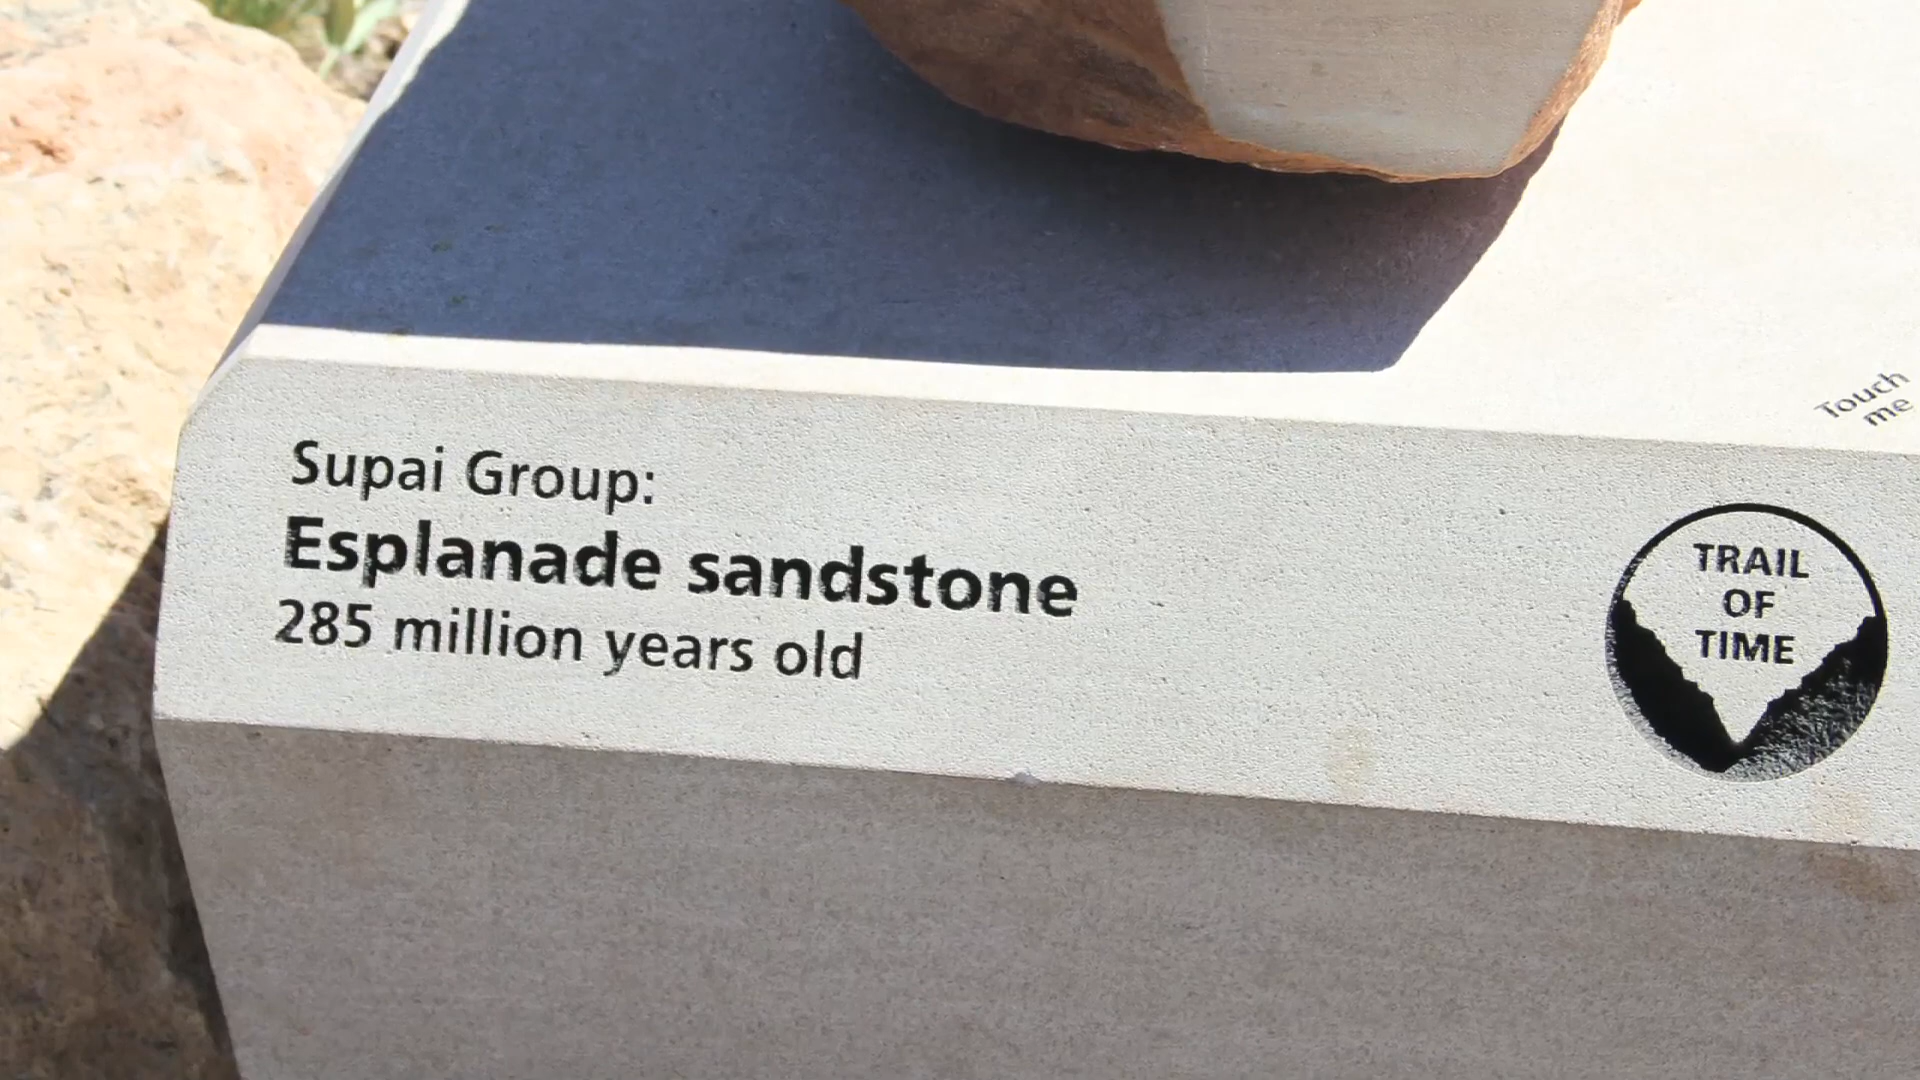 Touch
me
Supai Group:
Esplanade sandstone
285 million years old
TRAIL
OF
TIME